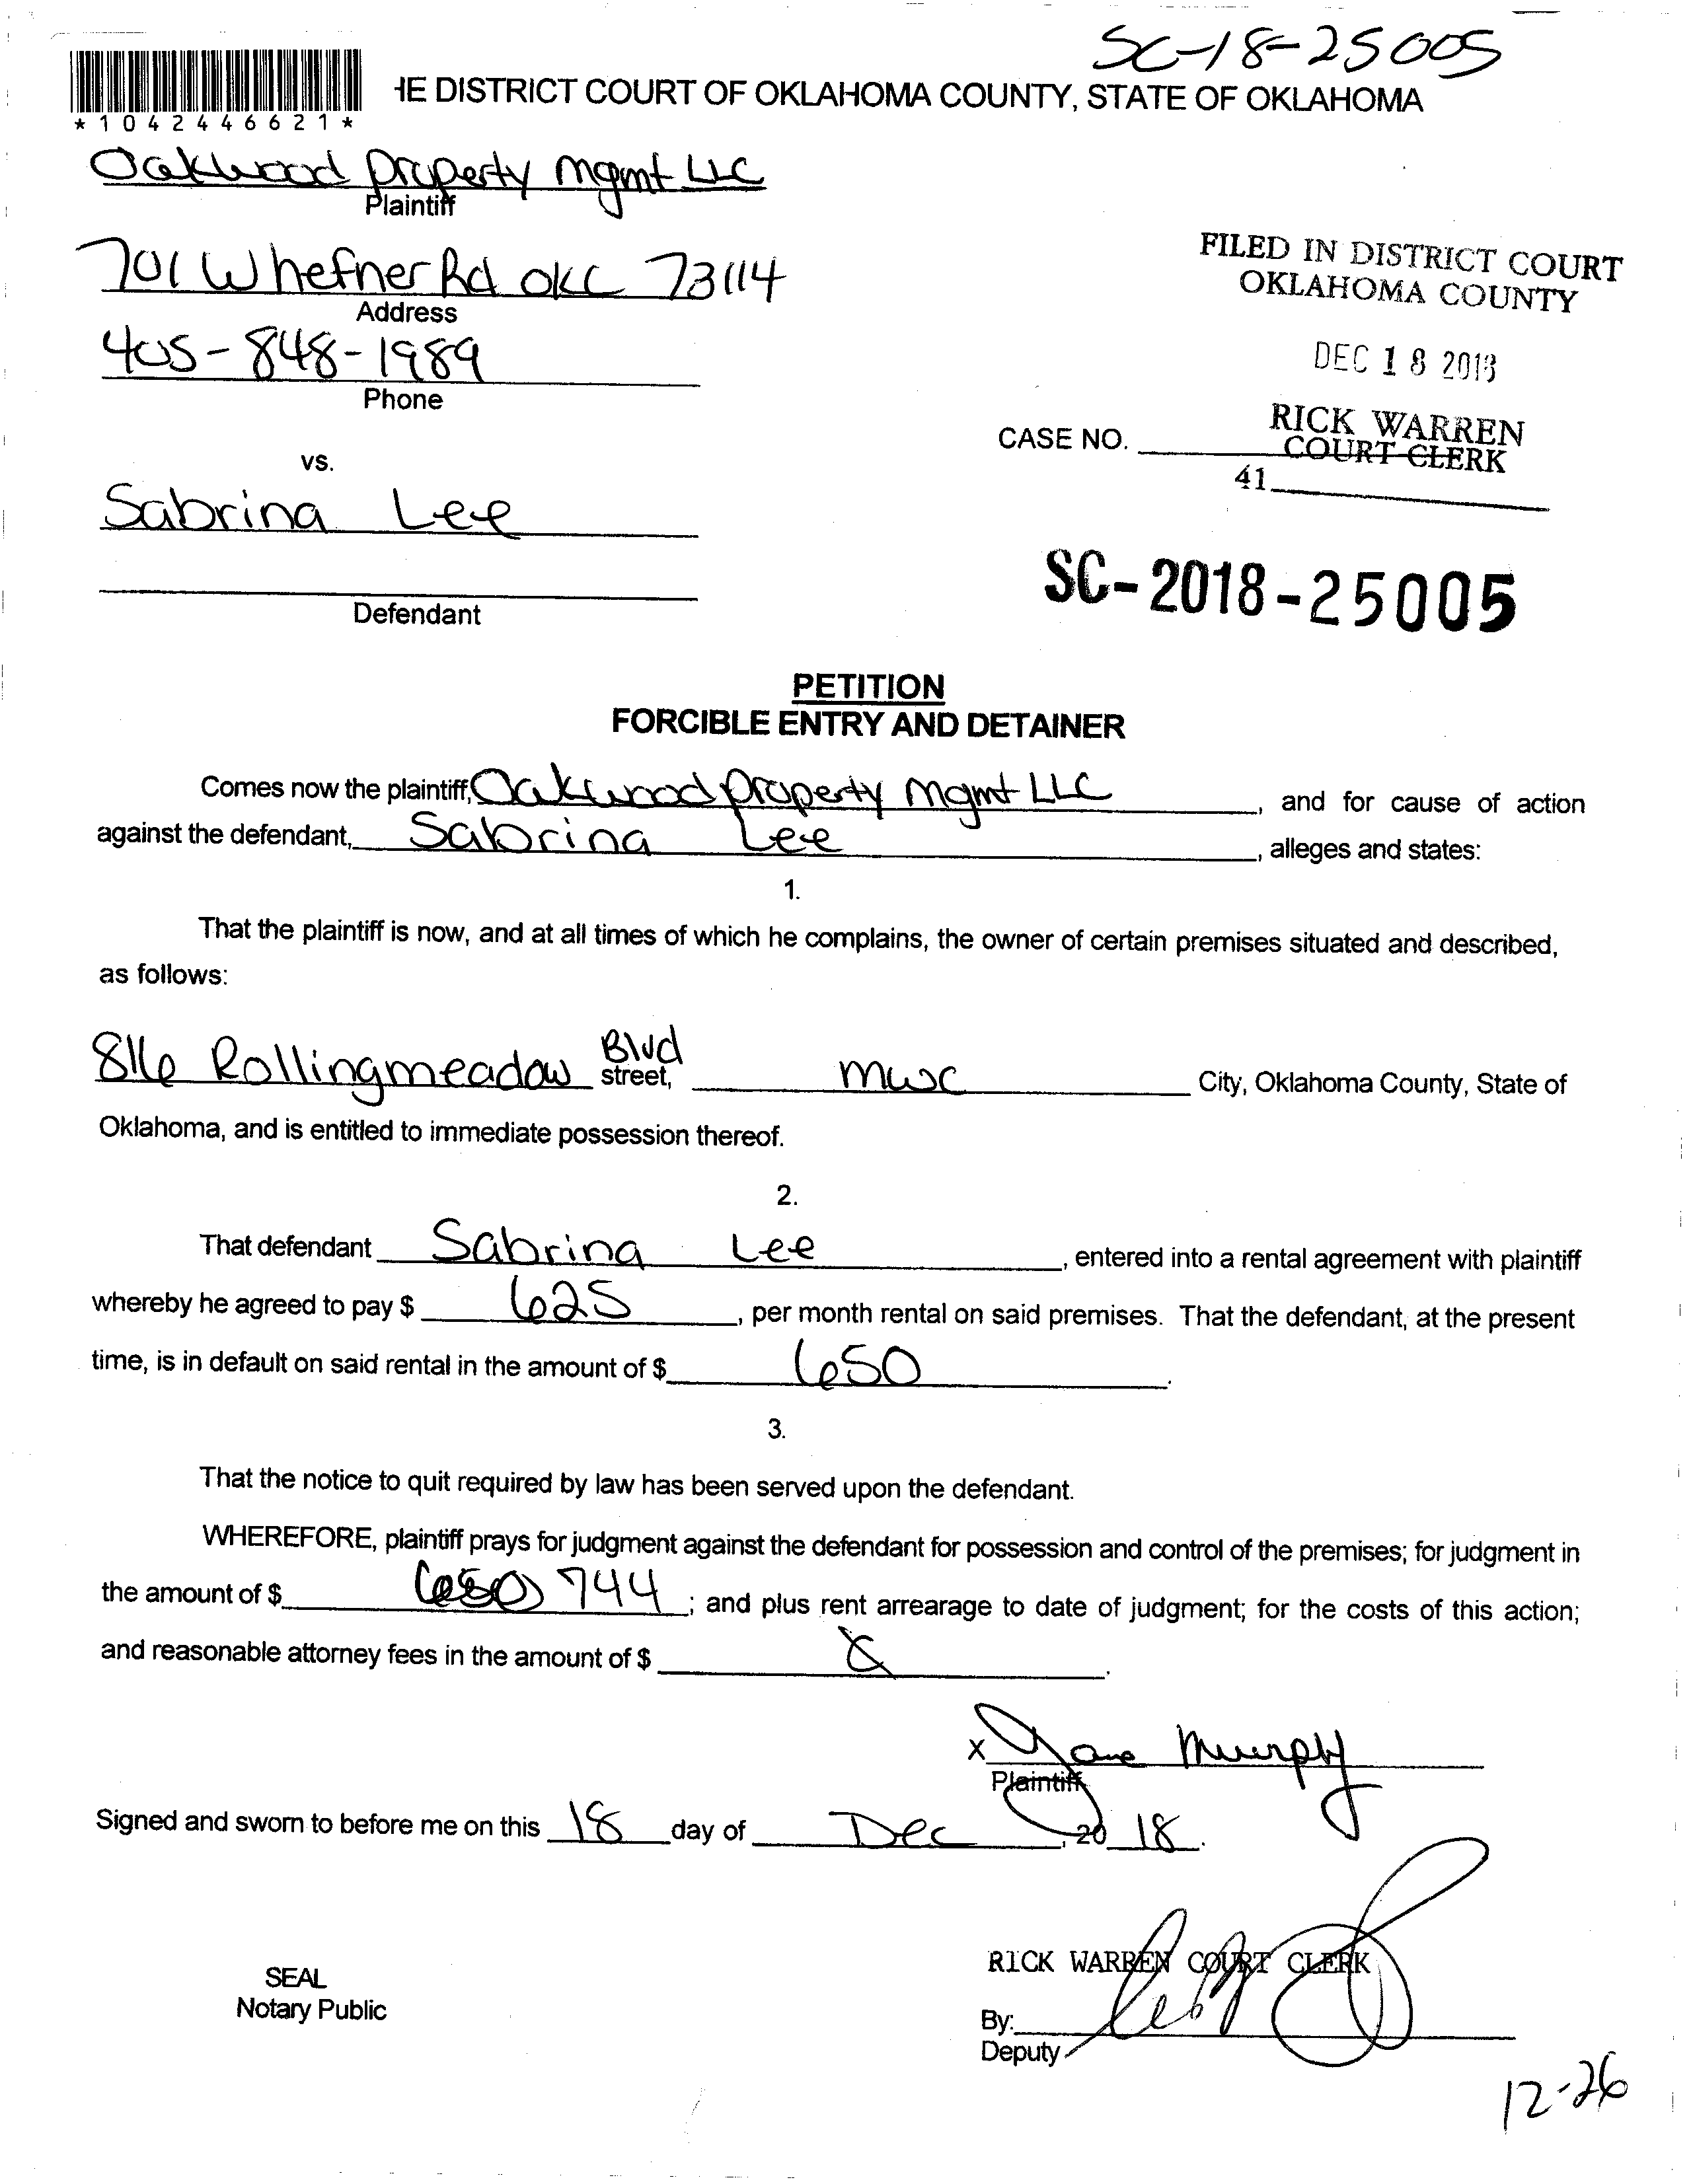 SC-18-25005
HE DISTRICT COURT OF OKLAHOMA COUNTY, STATE OF OKLAHOMA
*1042446621*
Oakwood Property Mgmt LLC
Plaintiff
701 W hefner Rd OKC 73114
Address
405-848-1989
Phone
FILED IN DISTRICT COURT
OKLAHOMA COUNTY
DEC 18 2018
RICK WARREN
COURT CLERK
CASE NO.
41
vs.
Sabrina Lee
Defendant
SC-2018-25005
PETITION
FORCIBLE ENTRY AND DETAINER
Comes now the plaintiff, Oakwood Property Mgmt LLC, and for cause of action
against the defendant, Sabrina Lee, alleges and states:
1.
That the plaintiff is now, and at all times of which he complains, the owner of certain premises situated and described,
as follows:
816 Rollingmeadow Blvd street, MWC City, Oklahoma County, State of
Oklahoma, and is entitled to immediate possession thereof.
2.
That defendant Sabrina Lee, entered into a rental agreement with plaintiff
whereby he agreed to pay $ 625, per month rental on said premises. That the defendant, at the present
time, is in default on said rental in the amount of $ 650.
3.
That the notice to quit required by law has been served upon the defendant.
WHEREFORE, plaintiff prays for judgment against the defendant for possession and control of the premises; for judgment in
the amount of $ 744; and plus rent arrearage to date of judgment; for the costs of this action;
and reasonable attorney fees in the amount of $
X Jane Murphy
Plaintiff
Signed and sworn to before me on this 18 day of Dec, 20 18.
RICK WARREN COURT CLERK
SEAL
Notary Public
By:
Deputy
12-26